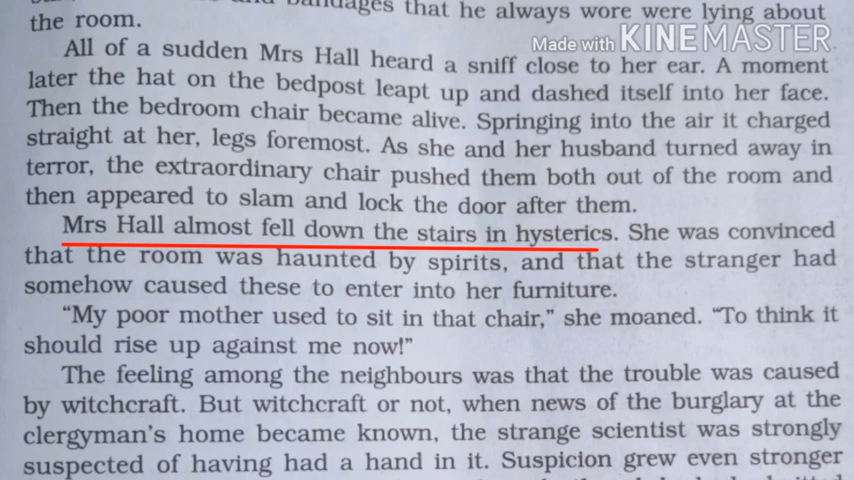 bandages that he always wore were lying about
the room.
Made with KINEMASTER
All of a sudden Mrs Hall heard a sniff close to her ear. A moment
later the hat on the bedpost leapt up and dashed itself into her face.
Then the bedroom chair became alive. Springing into the air it charged
straight at her, legs foremost. As she and her husband turned away in
terror, the extraordinary chair pushed them both out of the room and
then appeared to slam and lock the door after them.
Mrs Hall almost fell down the stairs in hysterics. She was convinced
that the room was haunted by spirits, and that the stranger had
somehow caused these to enter into her furniture.
“My poor mother used to sit in that chair,” she moaned. “To think it
should rise up against me now!”
The feeling among the neighbours was that the trouble was caused
by witchcraft. But witchcraft or not, when news of the burglary at the
clergyman’s home became known, the strange scientist was strongly
suspected of having had a hand in it. Suspicion grew even stronger